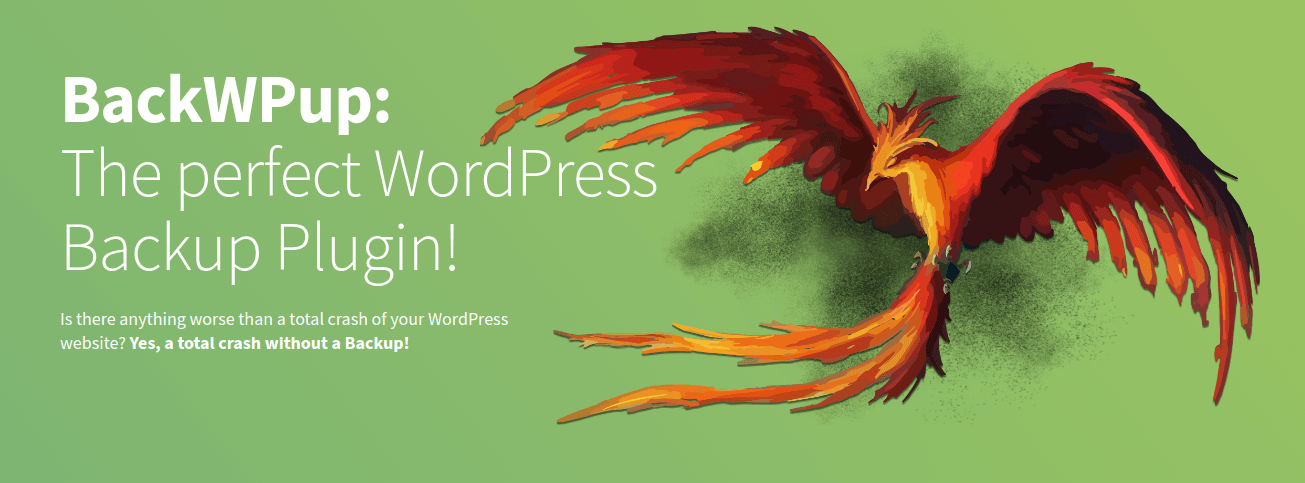 BackWPup:
The perfect WordPress
Backup Plugin!
Is there anything worse than a total crash of your WordPress
website? Yes, a total crash without a Backup!